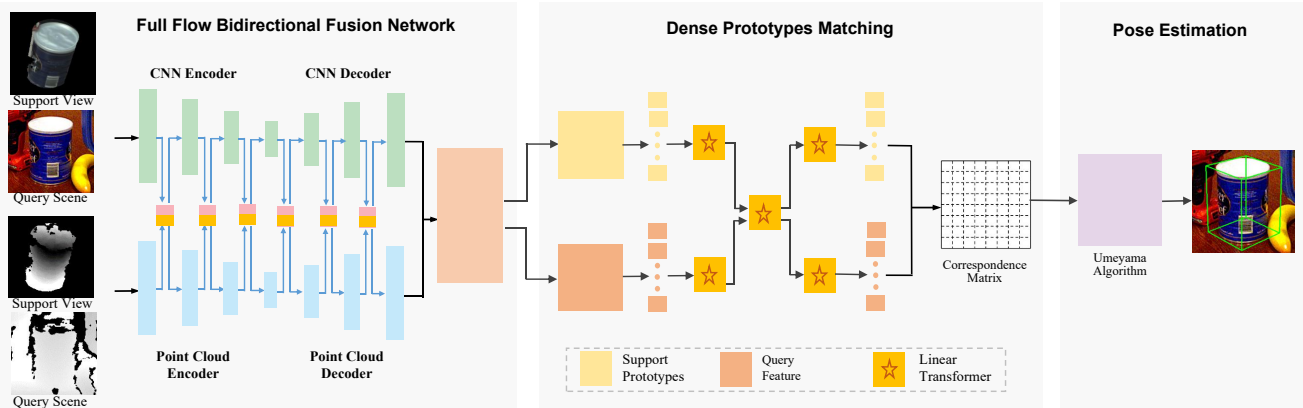 Full Flow Bidirectional Fusion Network
Support View
Query Scene
Support View
Query Scene
CNN Encoder
CNN Decoder
Point Cloud
Encoder
Point Cloud
Decoder
Dense Prototypes Matching
Correspondence
Matrix
Support
Prototypes
Query
Feature
Linear
Transformer
Pose Estimation
Umeyama
Algorithm